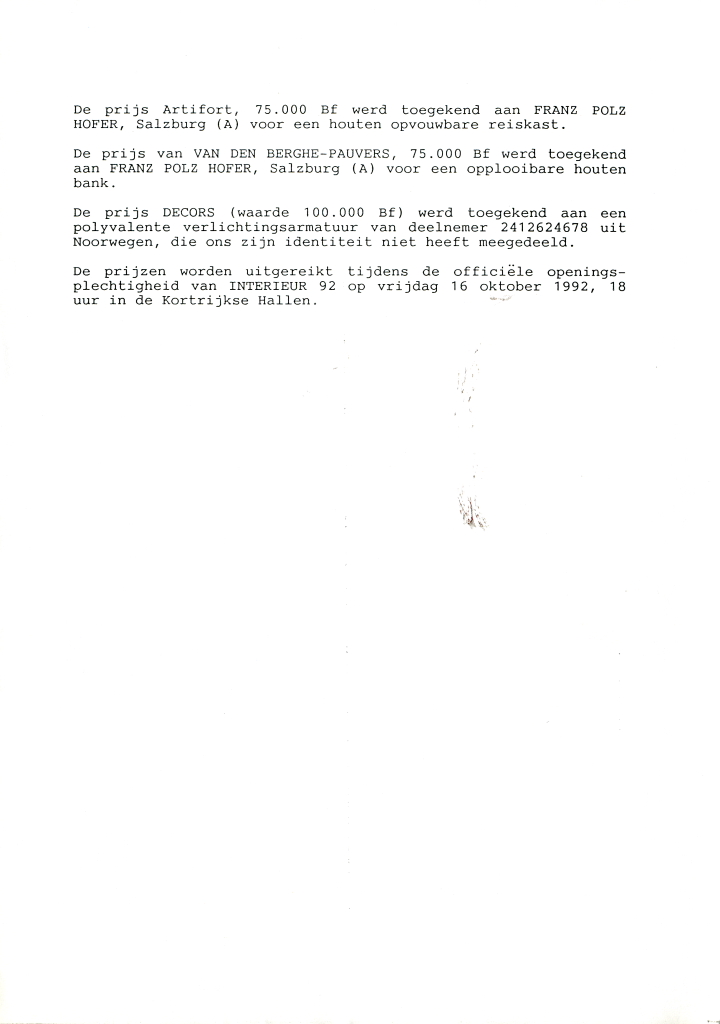 De prijs Artifort, 75.000 Bf werd toegekend aan FRANZ POLZ
HOFER, Salzburg (A) voor een houten opvouwbare reiskast.
De prijs van VAN DEN BERGHE-PAUVERS, 75.000 Bf werd toegekend
aan FRANZ POLZ HOFER, Salzburg (A) voor een opplooibare houten
bank.
De prijs DECORS (waarde 100.000 Bf) werd toegekend aan een
polyvalente verlichtingsarmatuur van deelnemer 2412624678 uit
Noorwegen, die ons zijn identiteit niet heeft meegedeeld.
De prijzen worden uitgereikt tijdens de officiële openings-
plechtigheid van INTERIEUR 92 op vrijdag 16 oktober 1992, 18
uur in de Kortrijkse Hallen.